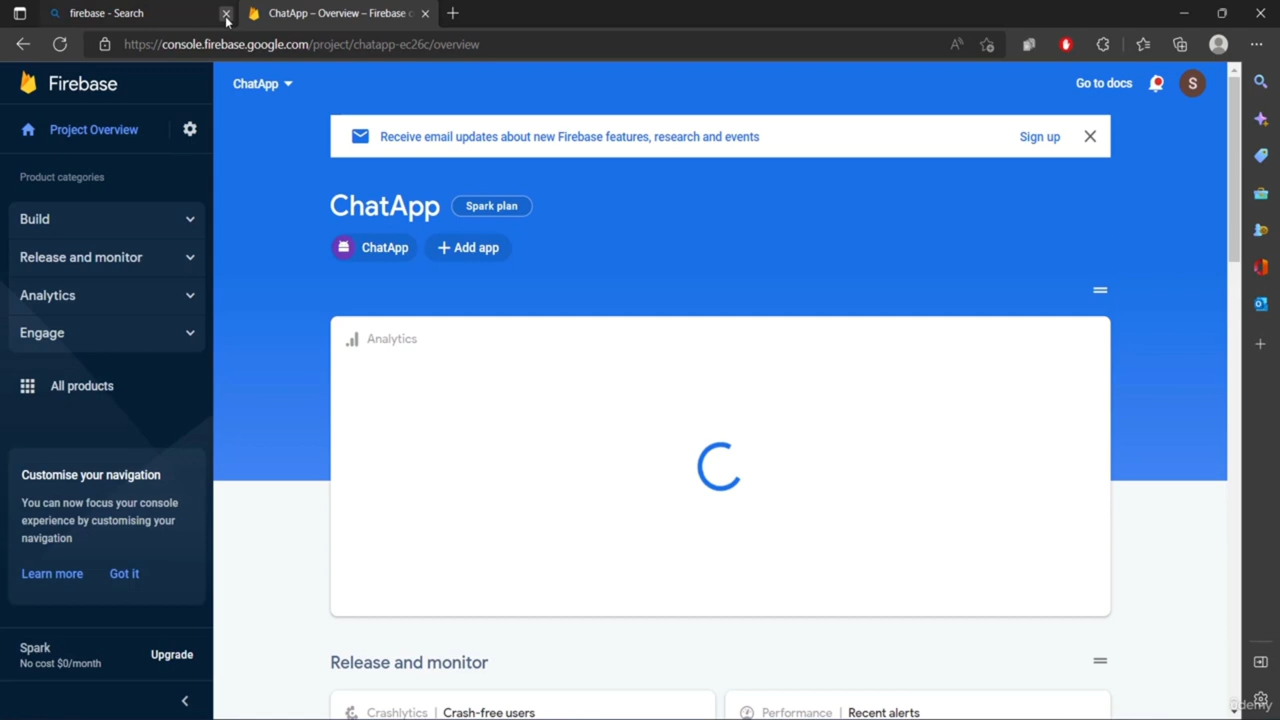 firebase - Search
ChatApp – Overview – Firebase c
https://console.firebase.google.com/project/chatapp-ec26c/overview
Firebase
ChatApp
Go to docs
S
Project Overview
Receive email updates about new Firebase features, research and events
Sign up
Product categories
ChatApp
Spark plan
Build
ChatApp
Add app
Release and monitor
Analytics
Analytics
Engage
All products
Customise your navigation
You can now focus your console
experience by customising your
navigation
Learn more
Got it
Spark
No cost $0/month
Upgrade
Release and monitor
Crashlytics | Crash-free users
Performance | Recent alerts